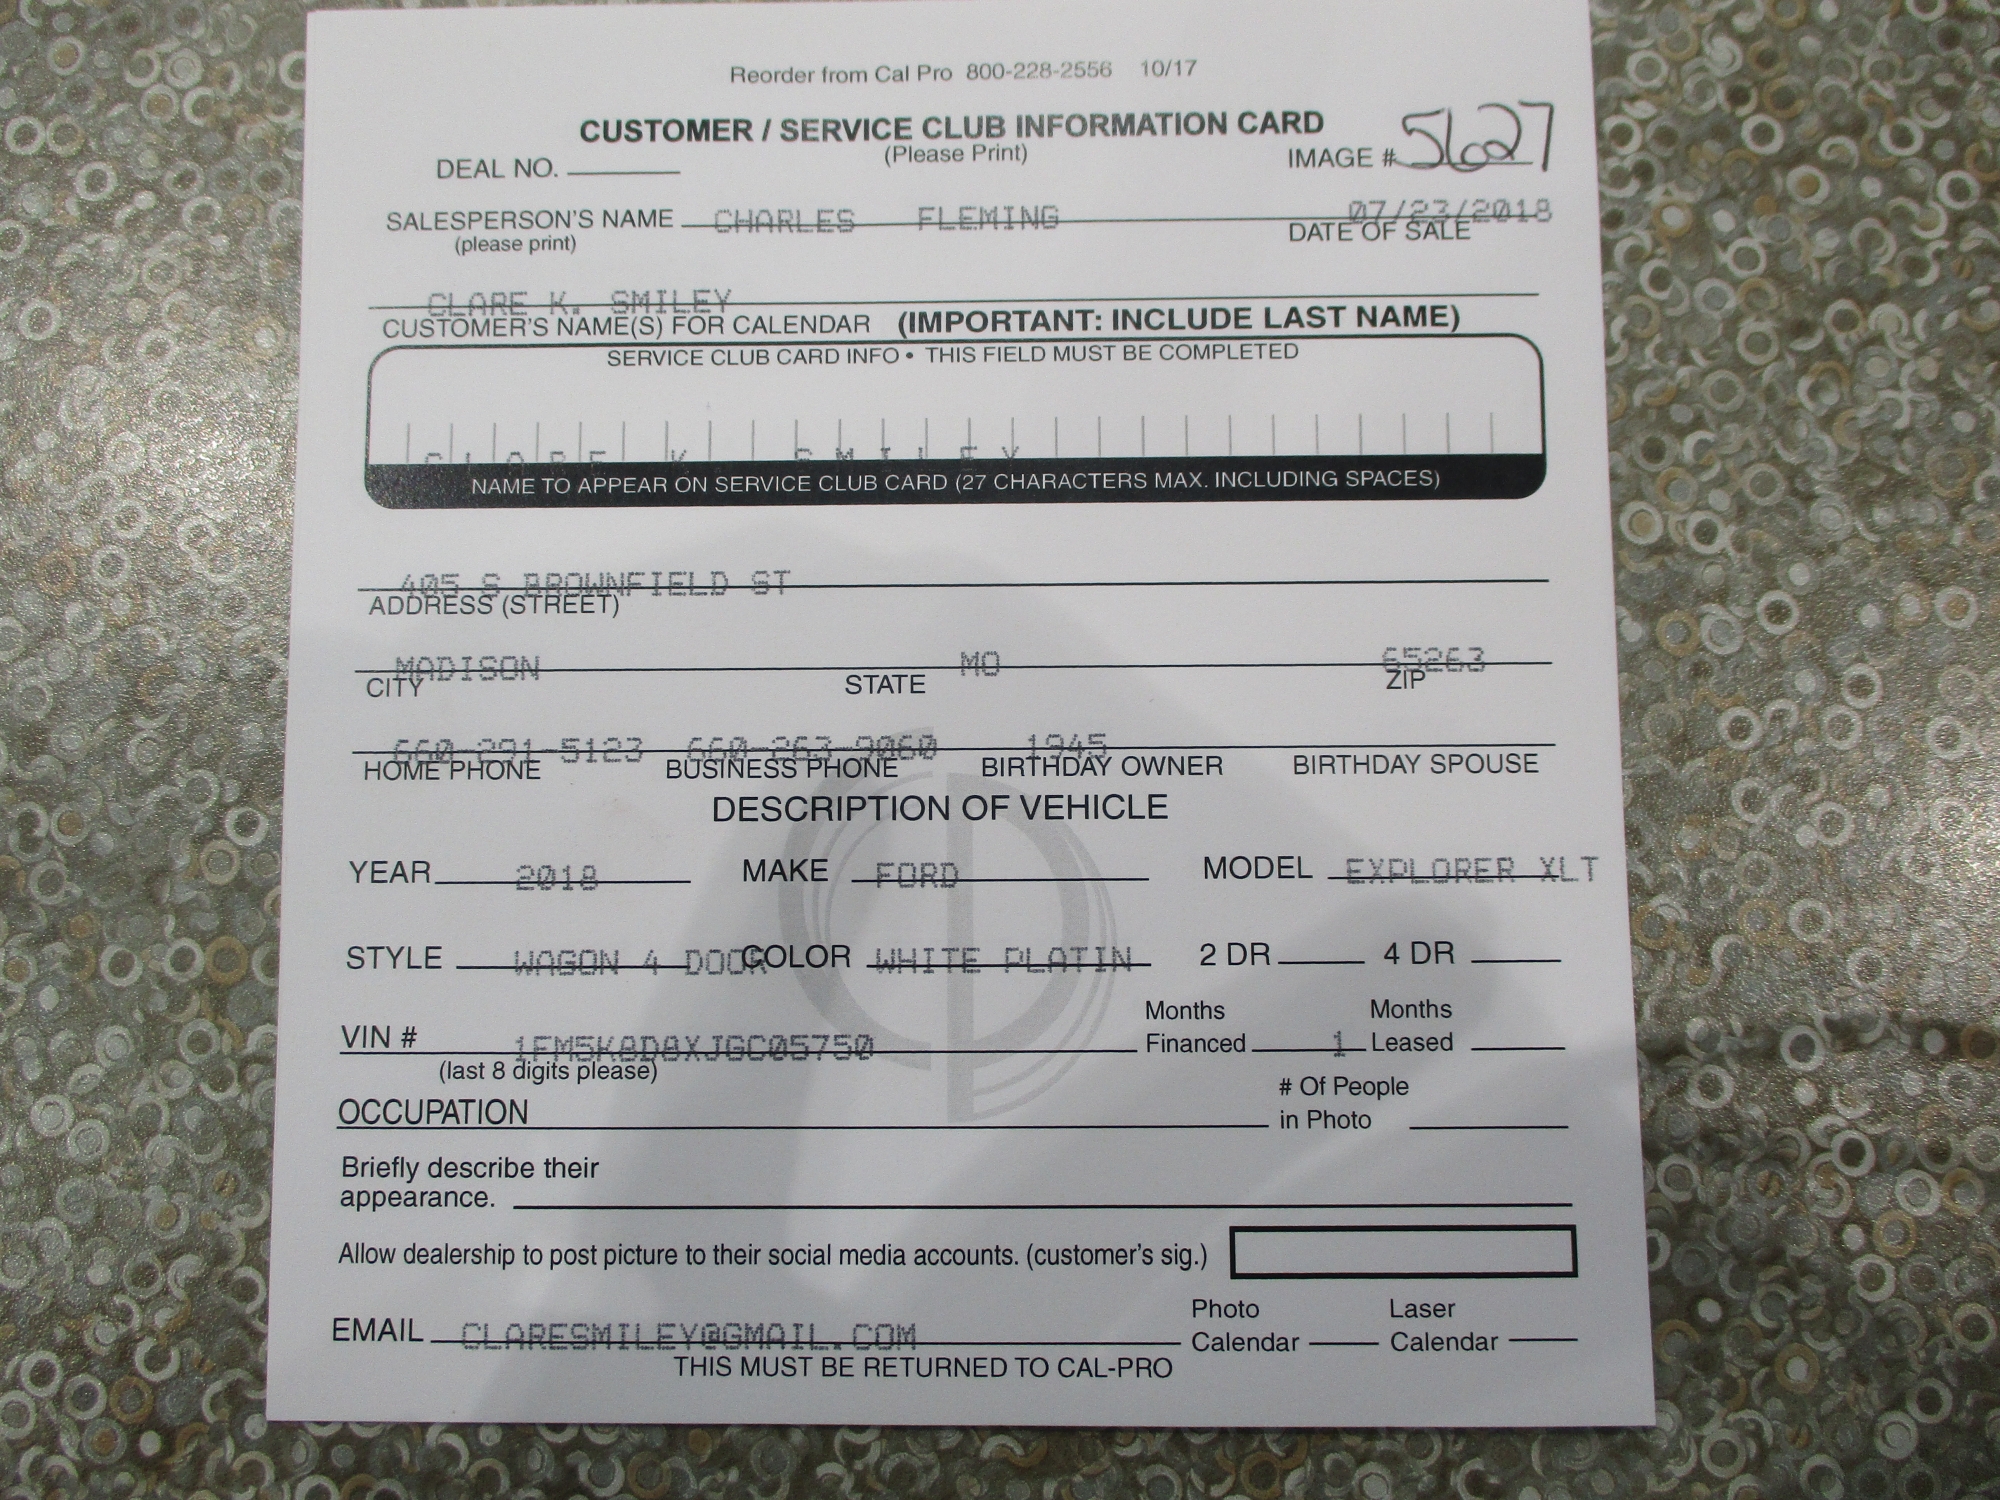 Reorder from Cal Pro 800-228-2556 10/17
CUSTOMER / SERVICE CLUB INFORMATION CARD
(Please Print)
DEAL NO. IMAGE # 5627
SALESPERSON'S NAME CHARLES FLEMING 07/23/2018
(please print) DATE OF SALE
CLARE K. SMILEY
CUSTOMER'S NAME(S) FOR CALENDAR (IMPORTANT: INCLUDE LAST NAME)
SERVICE CLUB CARD INFO • THIS FIELD MUST BE COMPLETED
CLARE K. SMILEY
NAME TO APPEAR ON SERVICE CLUB CARD (27 CHARACTERS MAX. INCLUDING SPACES)
405 S BROWNFIELD ST
ADDRESS (STREET)
MADISON MO 65263
CITY STATE ZIP
660-291-5123 660-263-9060 1945
HOME PHONE BUSINESS PHONE BIRTHDAY OWNER BIRTHDAY SPOUSE
DESCRIPTION OF VEHICLE
YEAR 2018 MAKE FORD MODEL EXPLORER XLT
STYLE WAGON 4 DOOR COLOR WHITE PLATIN 2 DR 4 DR
Months Months
VIN # 1FM5K8D8XJGC05750 Financed 1 Leased
(last 8 digits please)
# Of People
OCCUPATION in Photo
Briefly describe their
appearance.
Allow dealership to post picture to their social media accounts. (customer's sig.)
Photo Laser
EMAIL CLARESMILEY@GMAIL.COM Calendar Calendar
THIS MUST BE RETURNED TO CAL-PRO